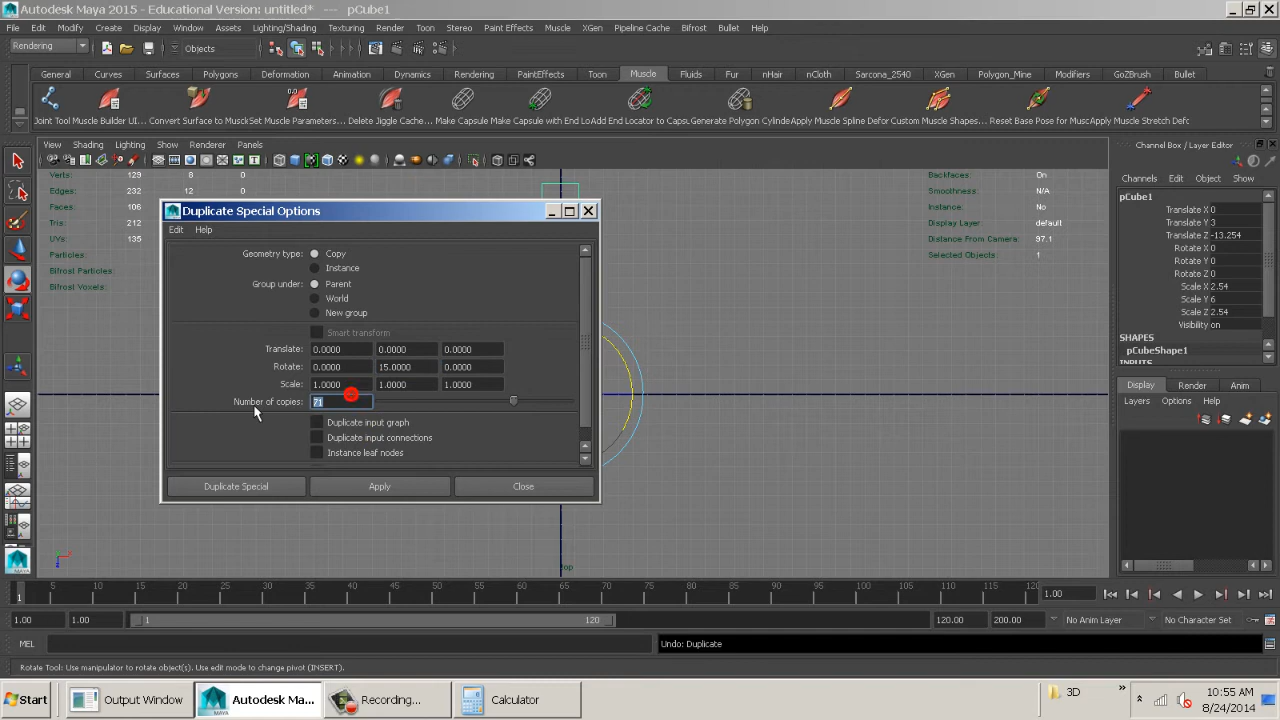 Autodesk Maya 2015 - Educational Version: untitled* --- pCube1
File Edit Modify Create Display Window Assets Lighting/Shading Texturing Render Toon Stereo Paint Effects Muscle XGen Pipeline Cache Bifrost Bullet Help
Rendering Objects
General Curves Surfaces Polygons Deformation Animation Dynamics Rendering PaintEffects Toon Muscle Fluids Fur nHair nCloth Sarcona_2540 XGen Polygon_Mine Modifiers GoZBrush Bullet
Joint Tool Muscle Builder UI... Convert Surface to Muscle Set Muscle Parameters... Delete Jiggle Cache... Make Capsule Make Capsule with End Lo Add End Locator to Caps. Generate Polygon Cylinde Apply Muscle Spline Defor Custom Muscle Shapes... Reset Base Pose for Musc Apply Muscle Stretch Defc
View Shading Lighting Show Renderer Panels
Channel Box / Layer Editor
Verts: 129 8 0
Edges: 232 12 0
Faces: 106
Tris: 212
UVs: 135
Particles:
Bifrost Particles:
Bifrost Voxels:
Backfaces: On
Smoothness: N/A
Instance: No
Display Layer: default
Distance From Camera: 97.1
Selected Objects: 1
Channels Edit Object Show
pCube1
Translate X 0
Translate Y 3
Translate Z -13.254
Rotate X 0
Rotate Y 0
Rotate Z 0
Scale X 2.54
Scale Y 6
Scale Z 2.54
Visibility on
SHAPES
pCubeShape1
INPUTS
Display Render Anim
Layers Options Help
Duplicate Special Options
Edit Help
Geometry type: Copy
Instance
Group under: Parent
World
New group
Smart transform
Translate: 0.0000 0.0000 0.0000
Rotate: 0.0000 15.0000 0.0000
Scale: 1.0000 1.0000 1.0000
Number of copies: 71
Duplicate input graph
Duplicate input connections
Instance leaf nodes
Duplicate Special Apply Close
top
5 10 15 20 25 30 35 40 45 50 55 60 65 70 75 80 85 90 95 100 105 110 115 120
1 1.00
1.00 1.00 1 120 120.00 200.00 No Anim Layer No Character Set
MEL Undo: Duplicate
Rotate Tool: Use manipulator to rotate object(s). Use edit mode to change pivot (INSERT).
Start Output Window Autodesk Ma... Recording... Calculator 3D » 10:55 AM
8/24/2014